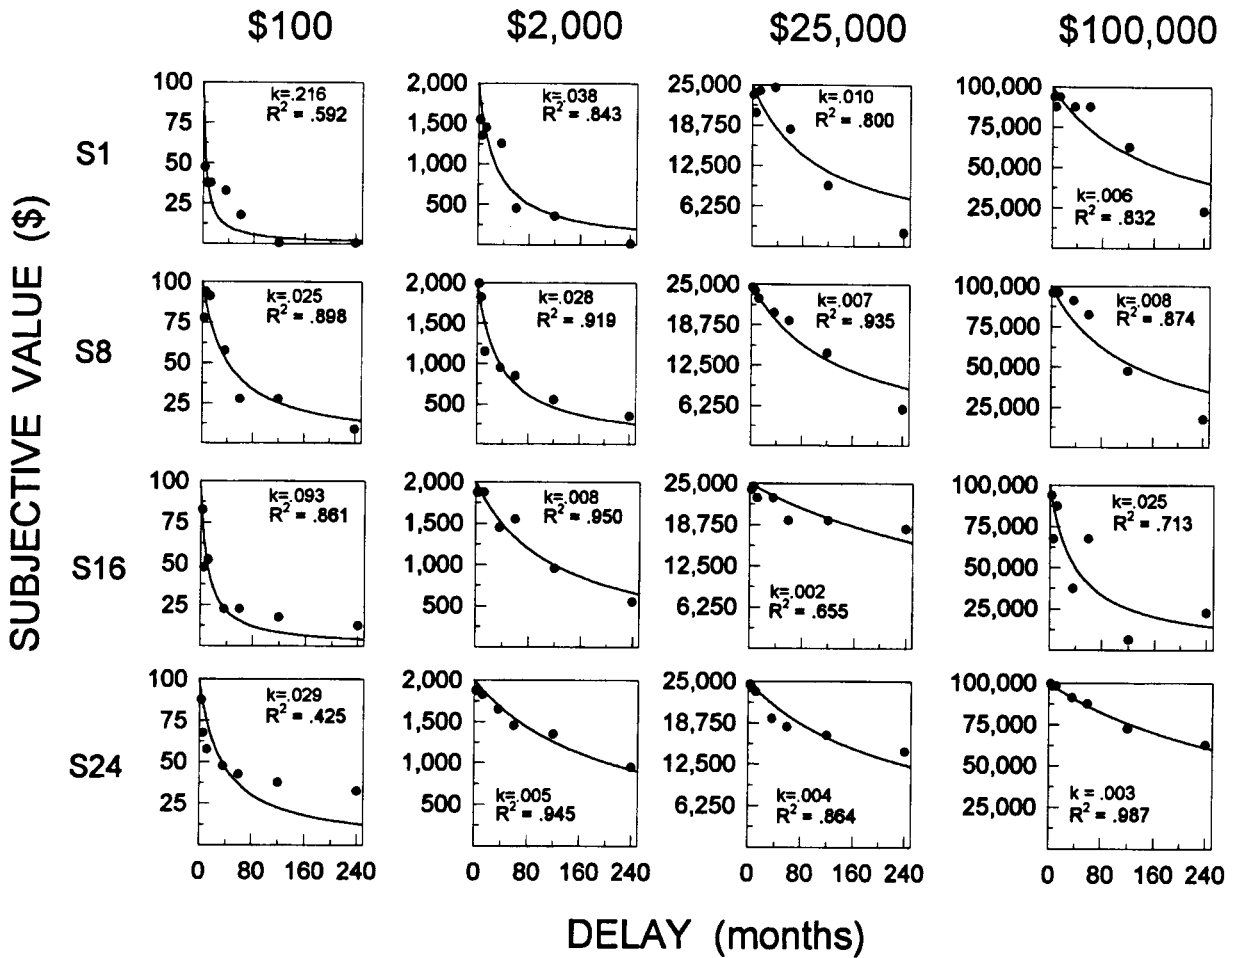 $100 $2,000 $25,000 $100,000
SUBJECTIVE VALUE ($)
S1
100 75 50 25
k=.216
R2 = .592
2,000 1,500 1,000 500
k=.038
R2 = .843
25,000 18,750 12,500 6,250
k=.010
R2 = .800
100,000 75,000 50,000 25,000
k=.006
R2 = .832
S8
100 75 50 25
k=.025
R2 = .898
2,000 1,500 1,000 500
k=.028
R2 = .919
25,000 18,750 12,500 6,250
k=.007
R2 = .935
100,000 75,000 50,000 25,000
k=.008
R2 = .874
S16
100 75 50 25
k=.093
R2 = .861
2,000 1,500 1,000 500
k=.008
R2 = .950
25,000 18,750 12,500 6,250
k=.002
R2 = .655
100,000 75,000 50,000 25,000
k=.025
R2 = .713
S24
100 75 50 25
k=.029
R2 = .425
2,000 1,500 1,000 500
k=.005
R2 = .945
25,000 18,750 12,500 6,250
k=.004
R2 = .864
100,000 75,000 50,000 25,000
k = .003
R2 = .987
0 80 160 240 0 80 160 240 0 80 160 240 0 80 160 240
DELAY (months)